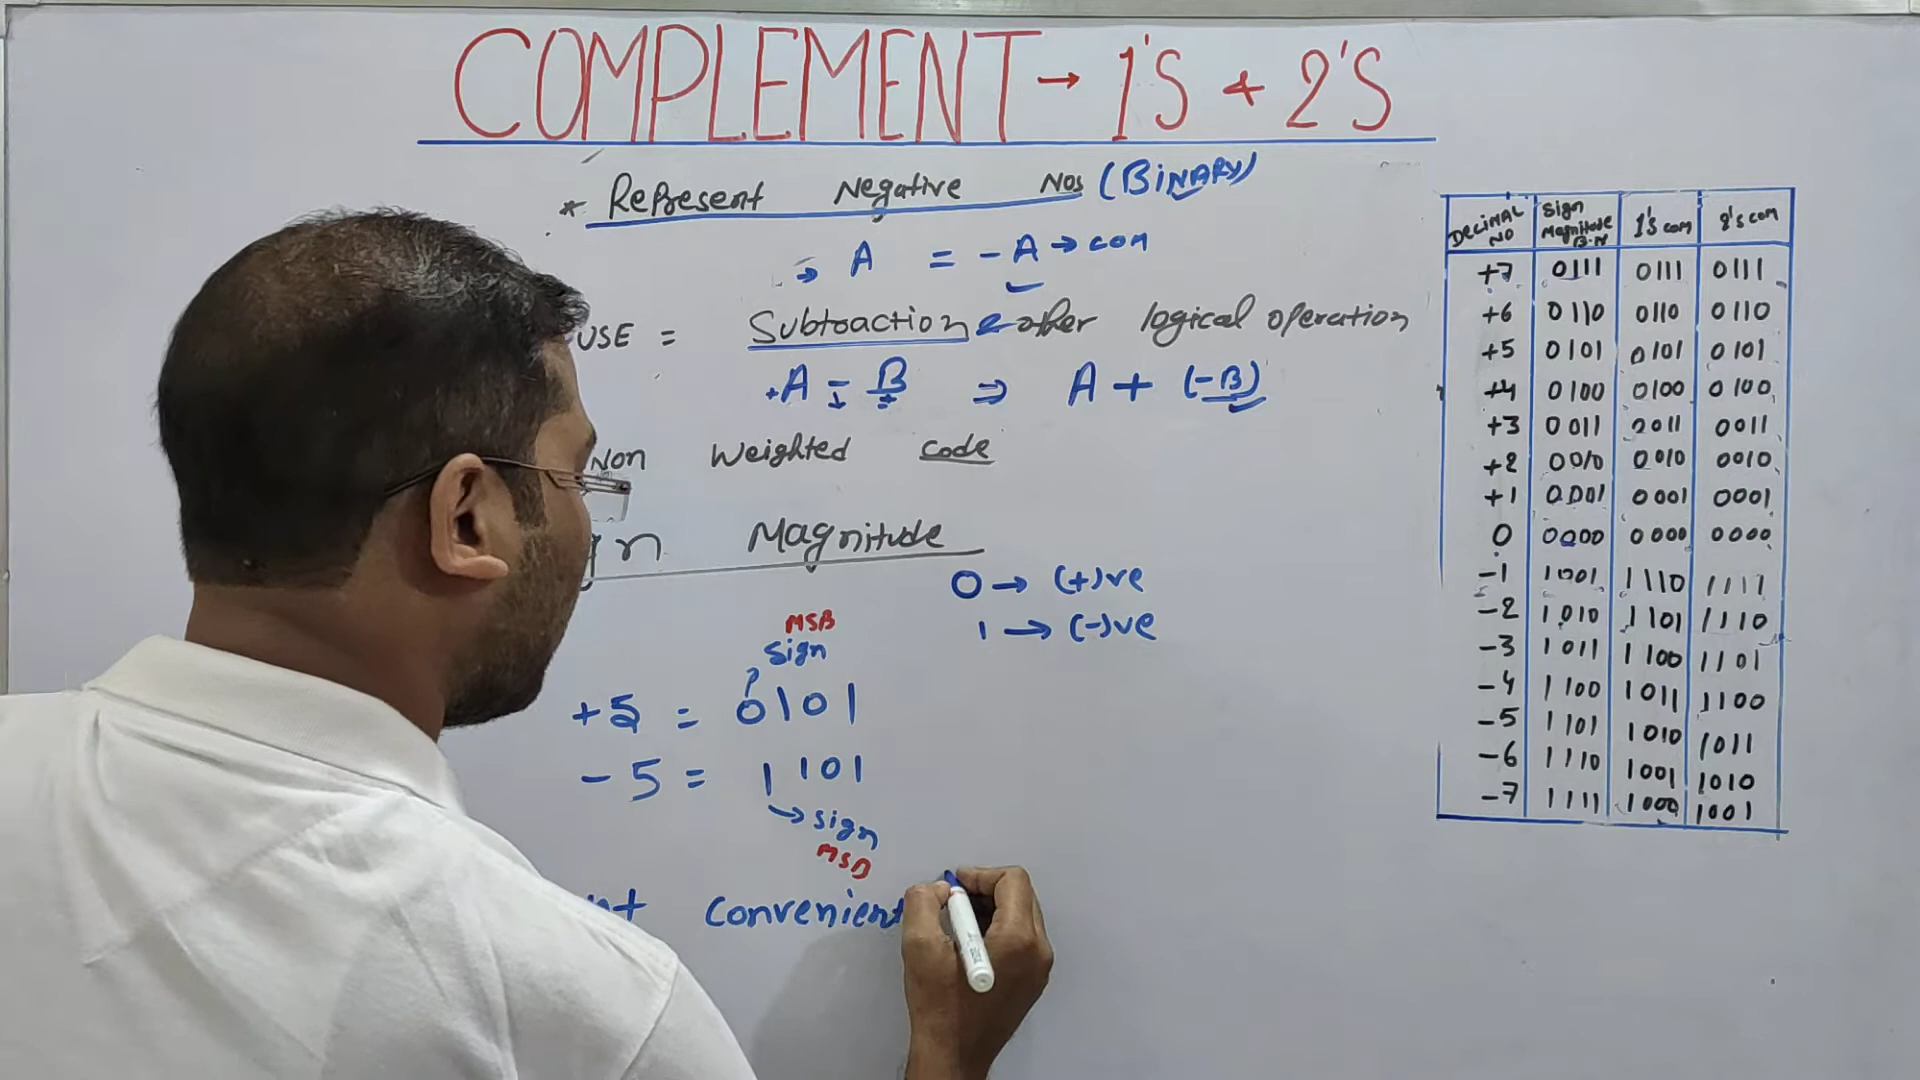 COMPLEMENT → 1'S & 2'S
* Represent Negative Nos (BiNARY)
→ A = - A → com
USE = Subtraction & other logical operation
+A - B ⇒ A + (-B)
Non Weighted Code
gn Magnitude
0 → (+)ve
1 → (-)ve
MSB
Sign
+5 = 0101
-5 = 1101
→ sign
MSB
nt convenient
DECIMAL NO | Sign Magnitude B.N | 1's com | 2's com
+7 0111 0111 0111
+6 0110 0110 0110
+5 0101 0101 0101
+4 0100 0100 0100
+3 0011 0011 0011
+2 0010 0010 0010
+1 0001 0001 0001
0 0000 0000 0000
-1 1001 1110 1111
-2 1010 1101 1110
-3 1011 1100 1101
-4 1100 1011 1100
-5 1101 1010 1011
-6 1110 1001 1010
-7 1111 1000 1001